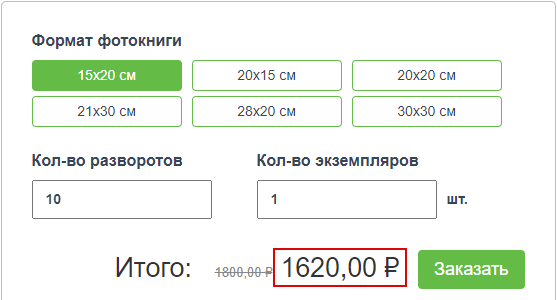 Формат фотокниги
15x20 см 20x15 см 20x20 см
21x30 см 28x20 см 30x30 см
Кол-во разворотов Кол-во экземпляров
10 1 шт.
Итого: 1800,00 ₽ 1620,00 ₽ Заказать